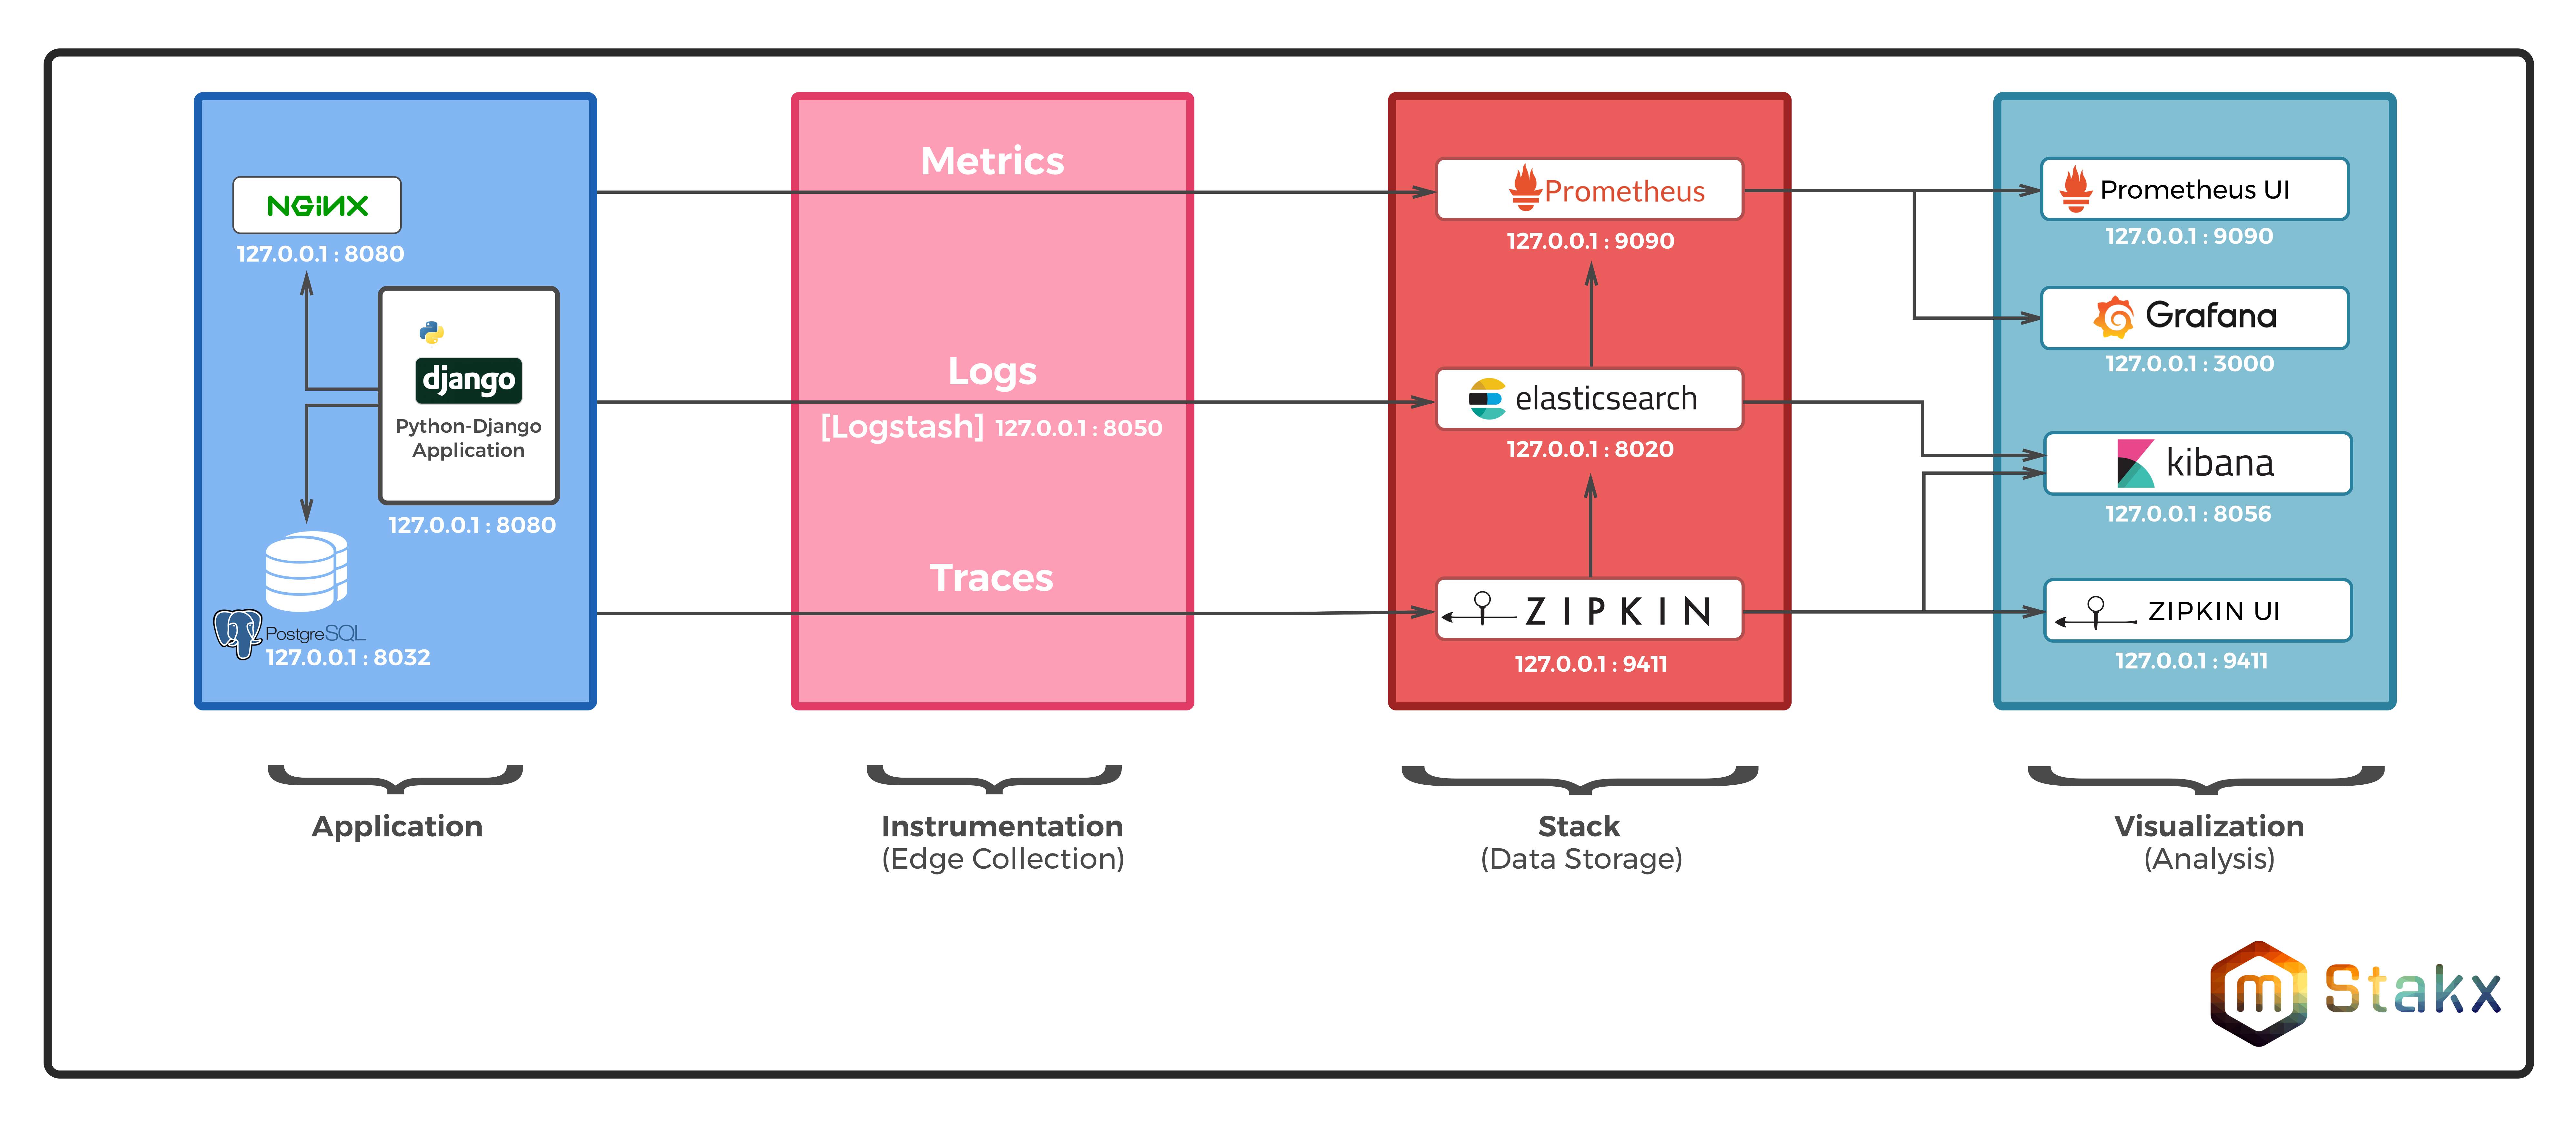 NGINX
127.0.0.1 : 8080
django
Python-Django
Application
127.0.0.1 : 8080
PostgreSQL
127.0.0.1 : 8032
Metrics
Logs
[Logstash] 127.0.0.1 : 8050
Traces
Prometheus
127.0.0.1 : 9090
elasticsearch
127.0.0.1 : 8020
ZIPKIN
127.0.0.1 : 9411
Prometheus UI
127.0.0.1 : 9090
Grafana
127.0.0.1 : 3000
kibana
127.0.0.1 : 8056
ZIPKIN UI
127.0.0.1 : 9411
Application
Instrumentation
(Edge Collection)
Stack
(Data Storage)
Visualization
(Analysis)
m Stakx